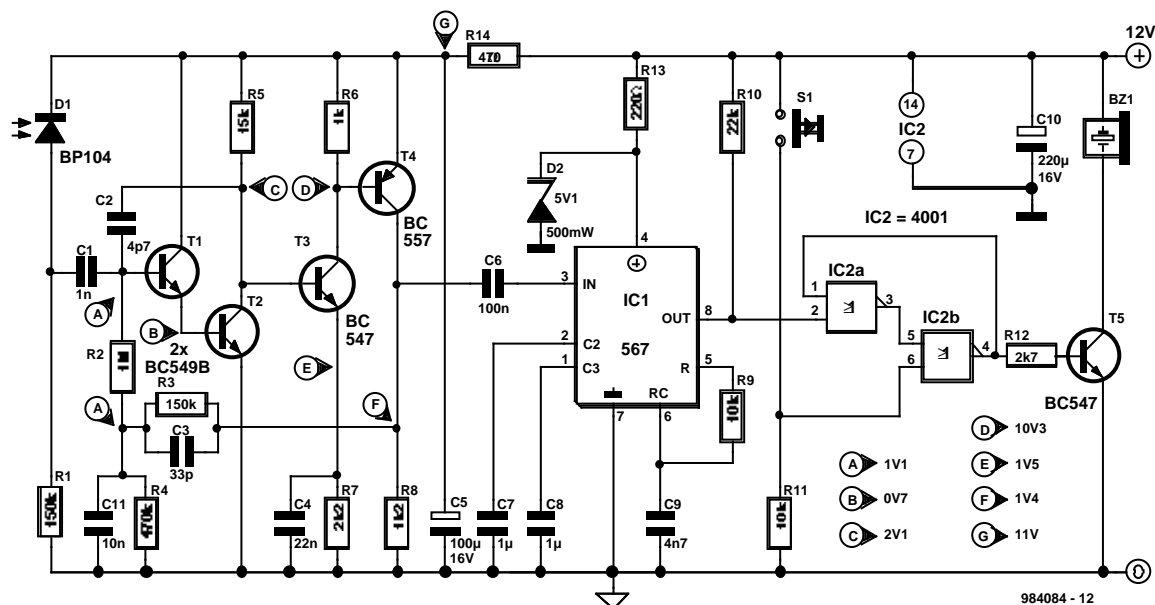 G
R14
12V
D1
BP104
R5
15k
R6
1k
T4
R13
220Ω
R10
22k
S1
14
IC2
7
C10
220µ
16V
BZ1
C
D
BC
557
D2
5V1
500mW
IC2 = 4001
C2
4p7
C1
1n
T1
A
T3
C6
100n
4
3
IN
IC1
567
OUT
8
2
C2
1
C3
R
5
RC
7
6
1
2
IC2a
3
5
6
IC2b
4
R12
2k7
T5
BC547
B
2x
BC549B
T2
BC
547
E
R2
1M
R3
150k
A
C3
33p
F
R9
10k
R1
150k
C11
10n
R4
470k
C4
22n
R7
2k2
R8
1k2
C5
100µ
16V
C7
1µ
C8
1µ
C9
4n7
R11
10k
A 1V1
B 0V7
C 2V1
D 10V3
E 1V5
F 1V4
G 11V
0
984084 - 12